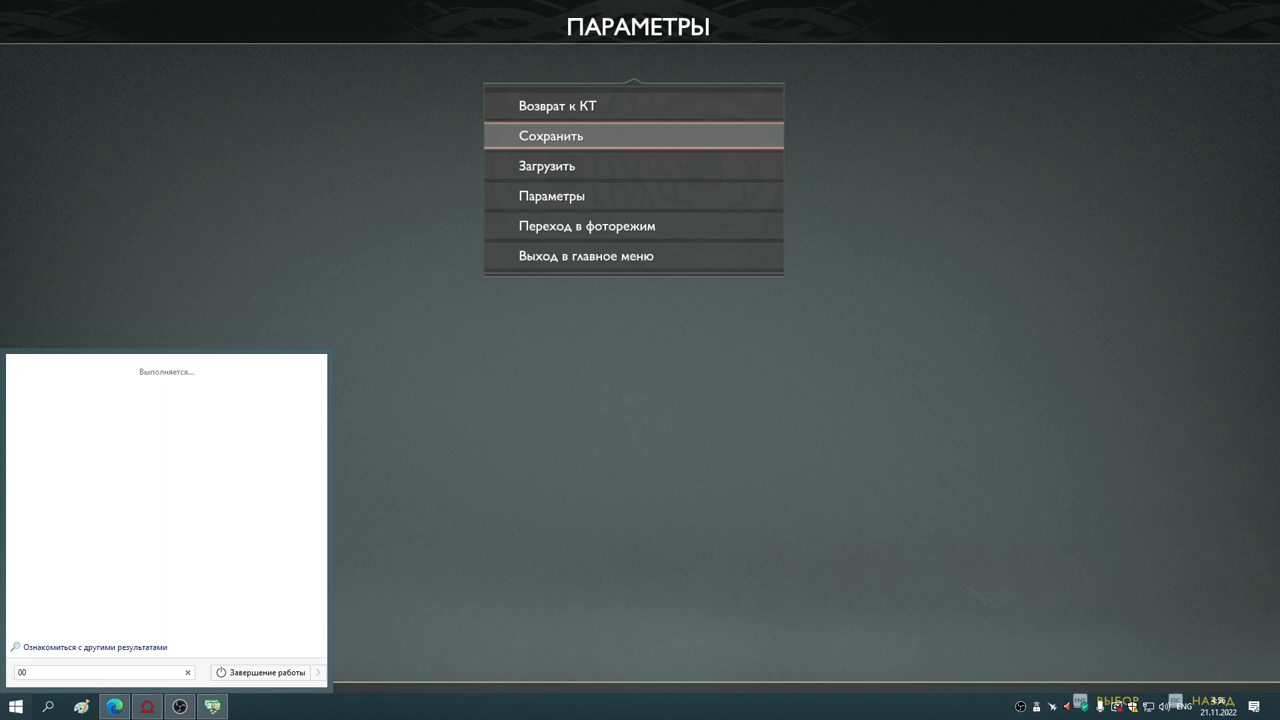 ПАРАМЕТРЫ
Возврат к КТ
Сохранить
Загрузить
Параметры
Переход в фоторежим
Выход в главное меню
Выполняется...
Ознакомиться с другими результатами
00
Завершение работы
ВЫБОР
НАЗАД
ENG
21.11.2022